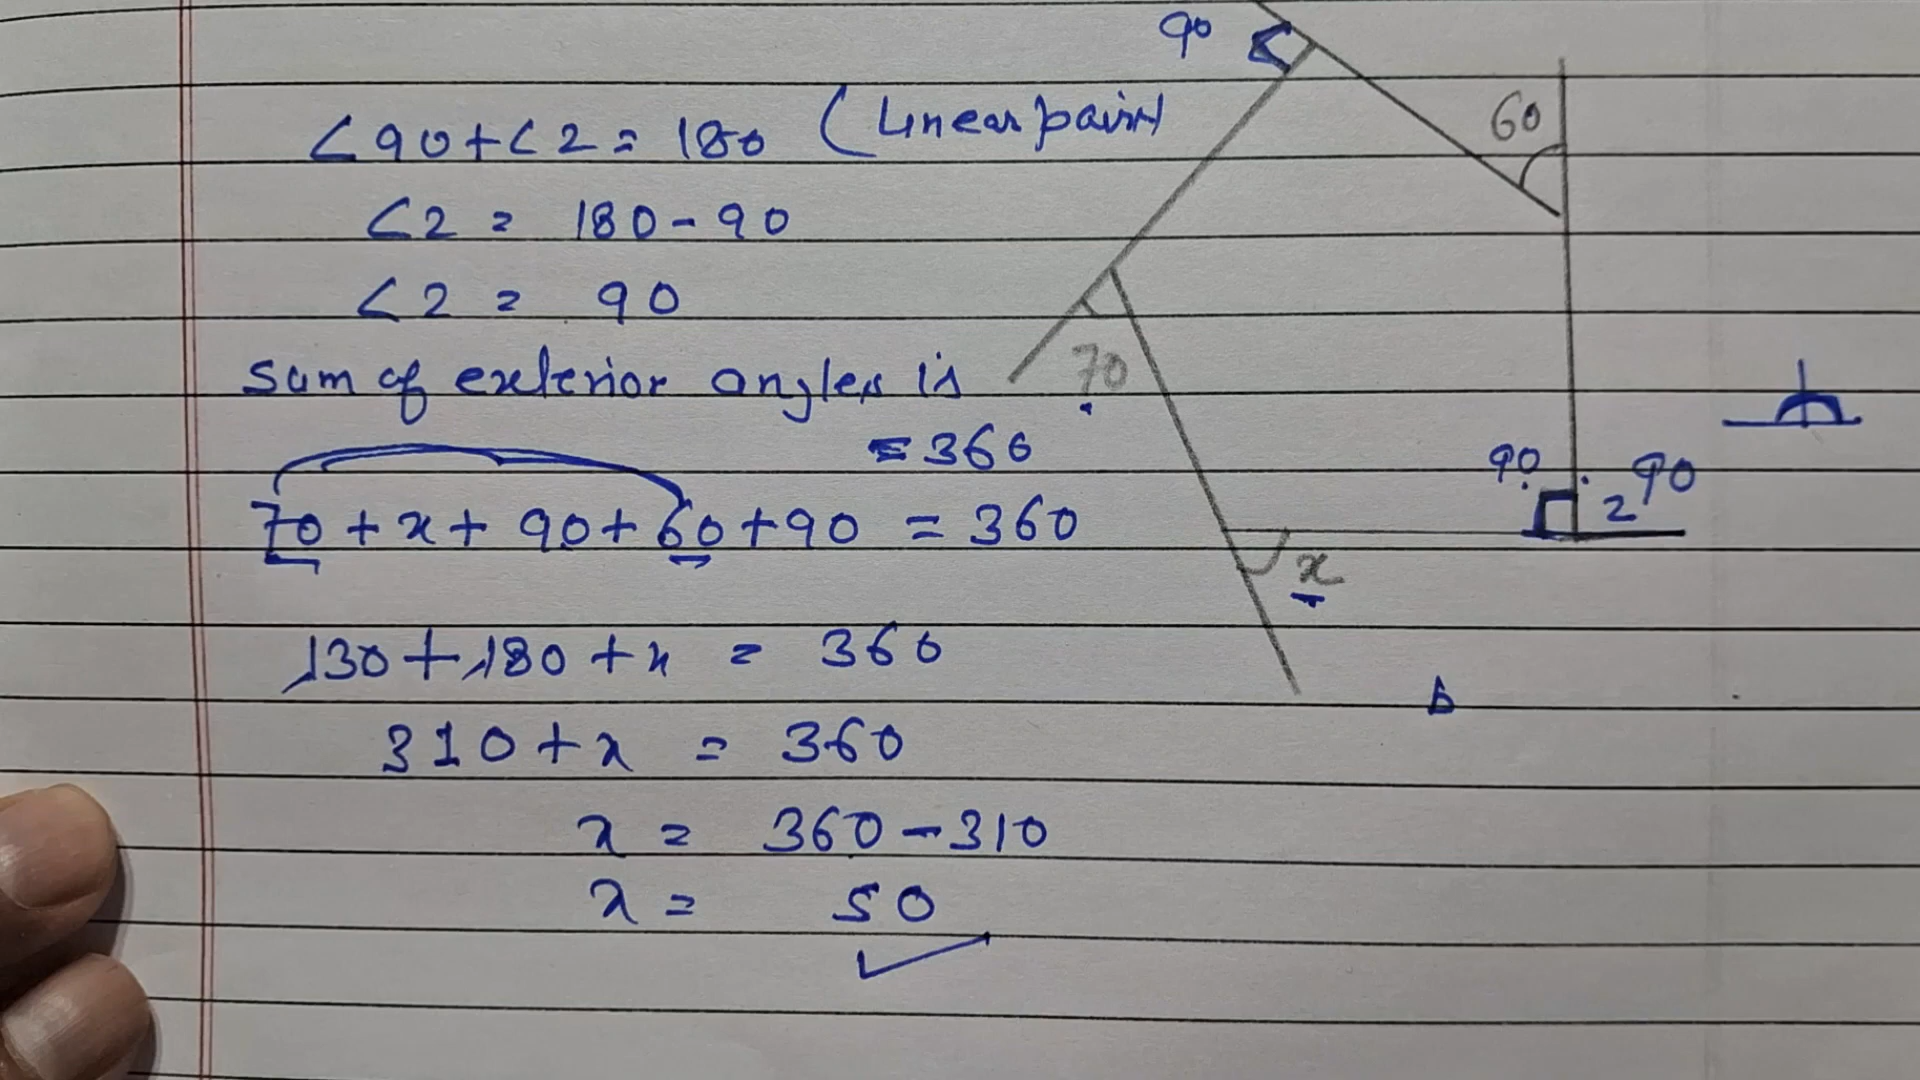 90
60
∠90+∠2 = 180 (Linear pair)
∠2 = 180-90
∠2 = 90
Sum of exterior angles is
= 360
70
90
2 90
70 + x + 90 + 60 + 90 = 360
x
130 + 180 + x = 360
310 + x = 360
x = 360 - 310
x = 50